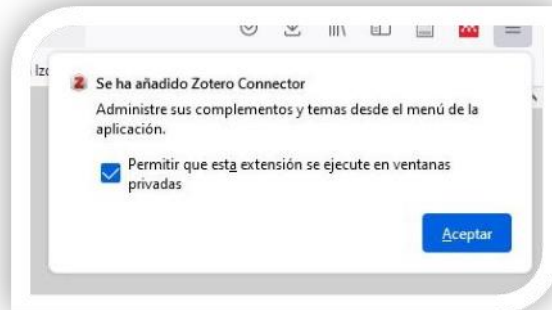 Izq
Se ha añadido Zotero Connector
Administre sus complementos y temas desde el menú de la
aplicación.
Permitir que esta extensión se ejecute en ventanas
privadas
Aceptar